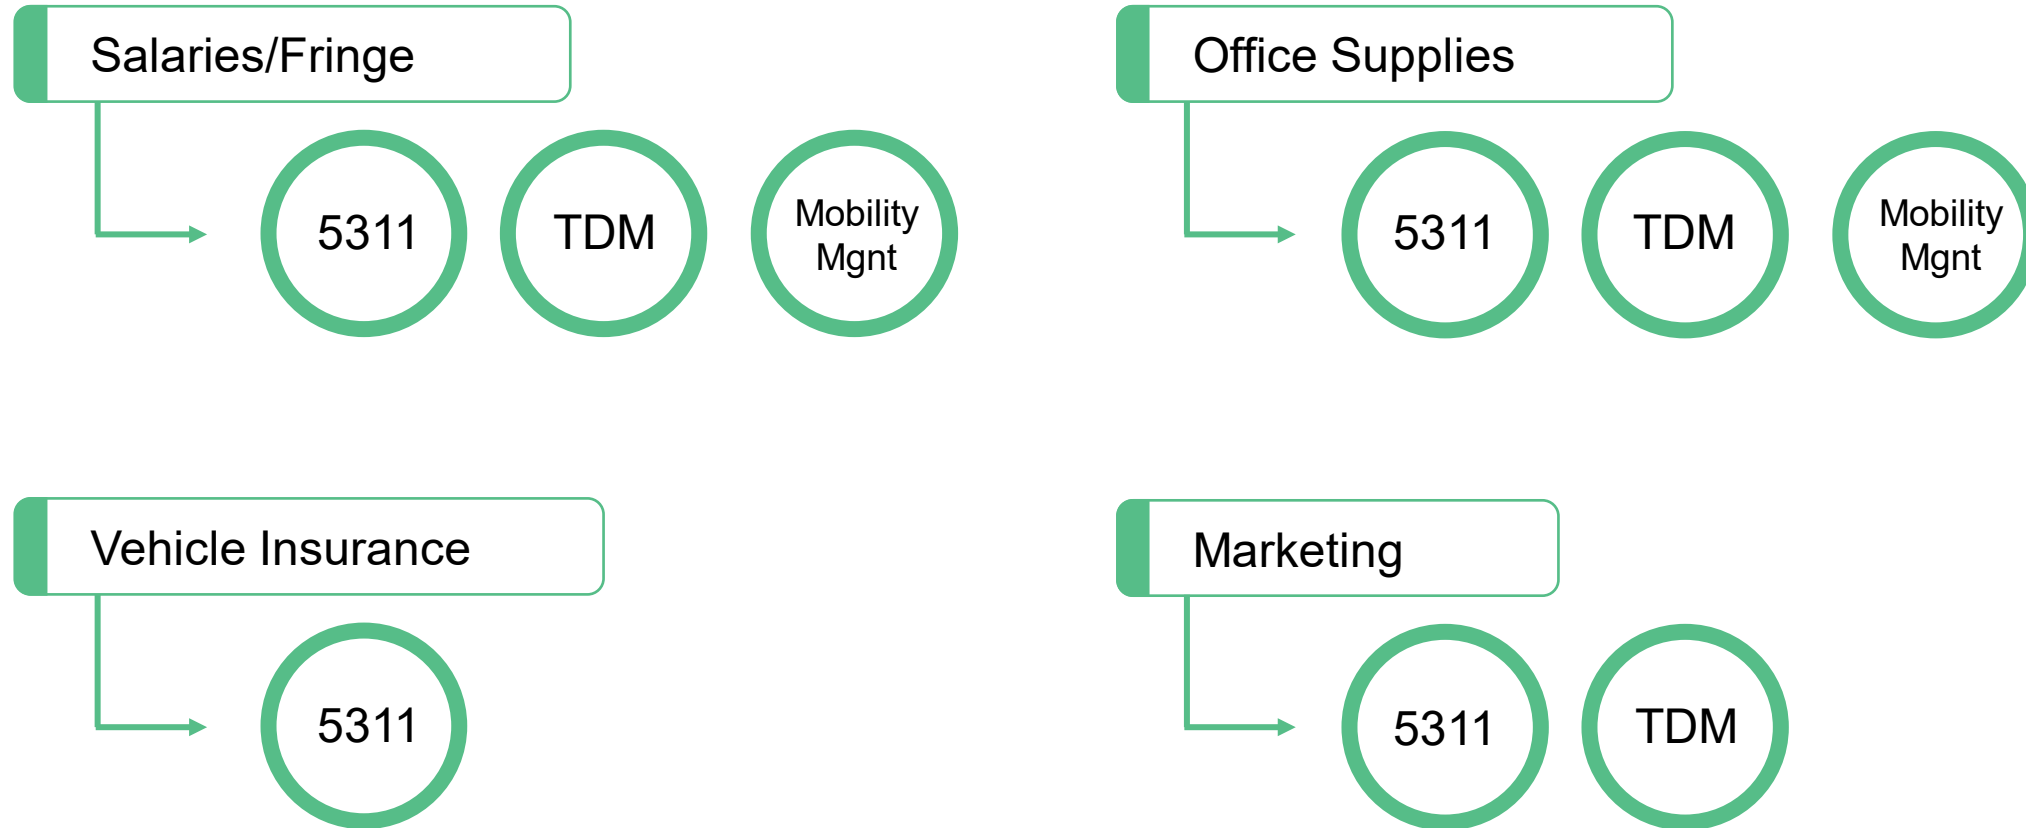 Salaries/Fringe
5311
TDM
Mobility
Mgnt
Office Supplies
5311
TDM
Mobility
Mgnt
Vehicle Insurance
5311
Marketing
5311
TDM